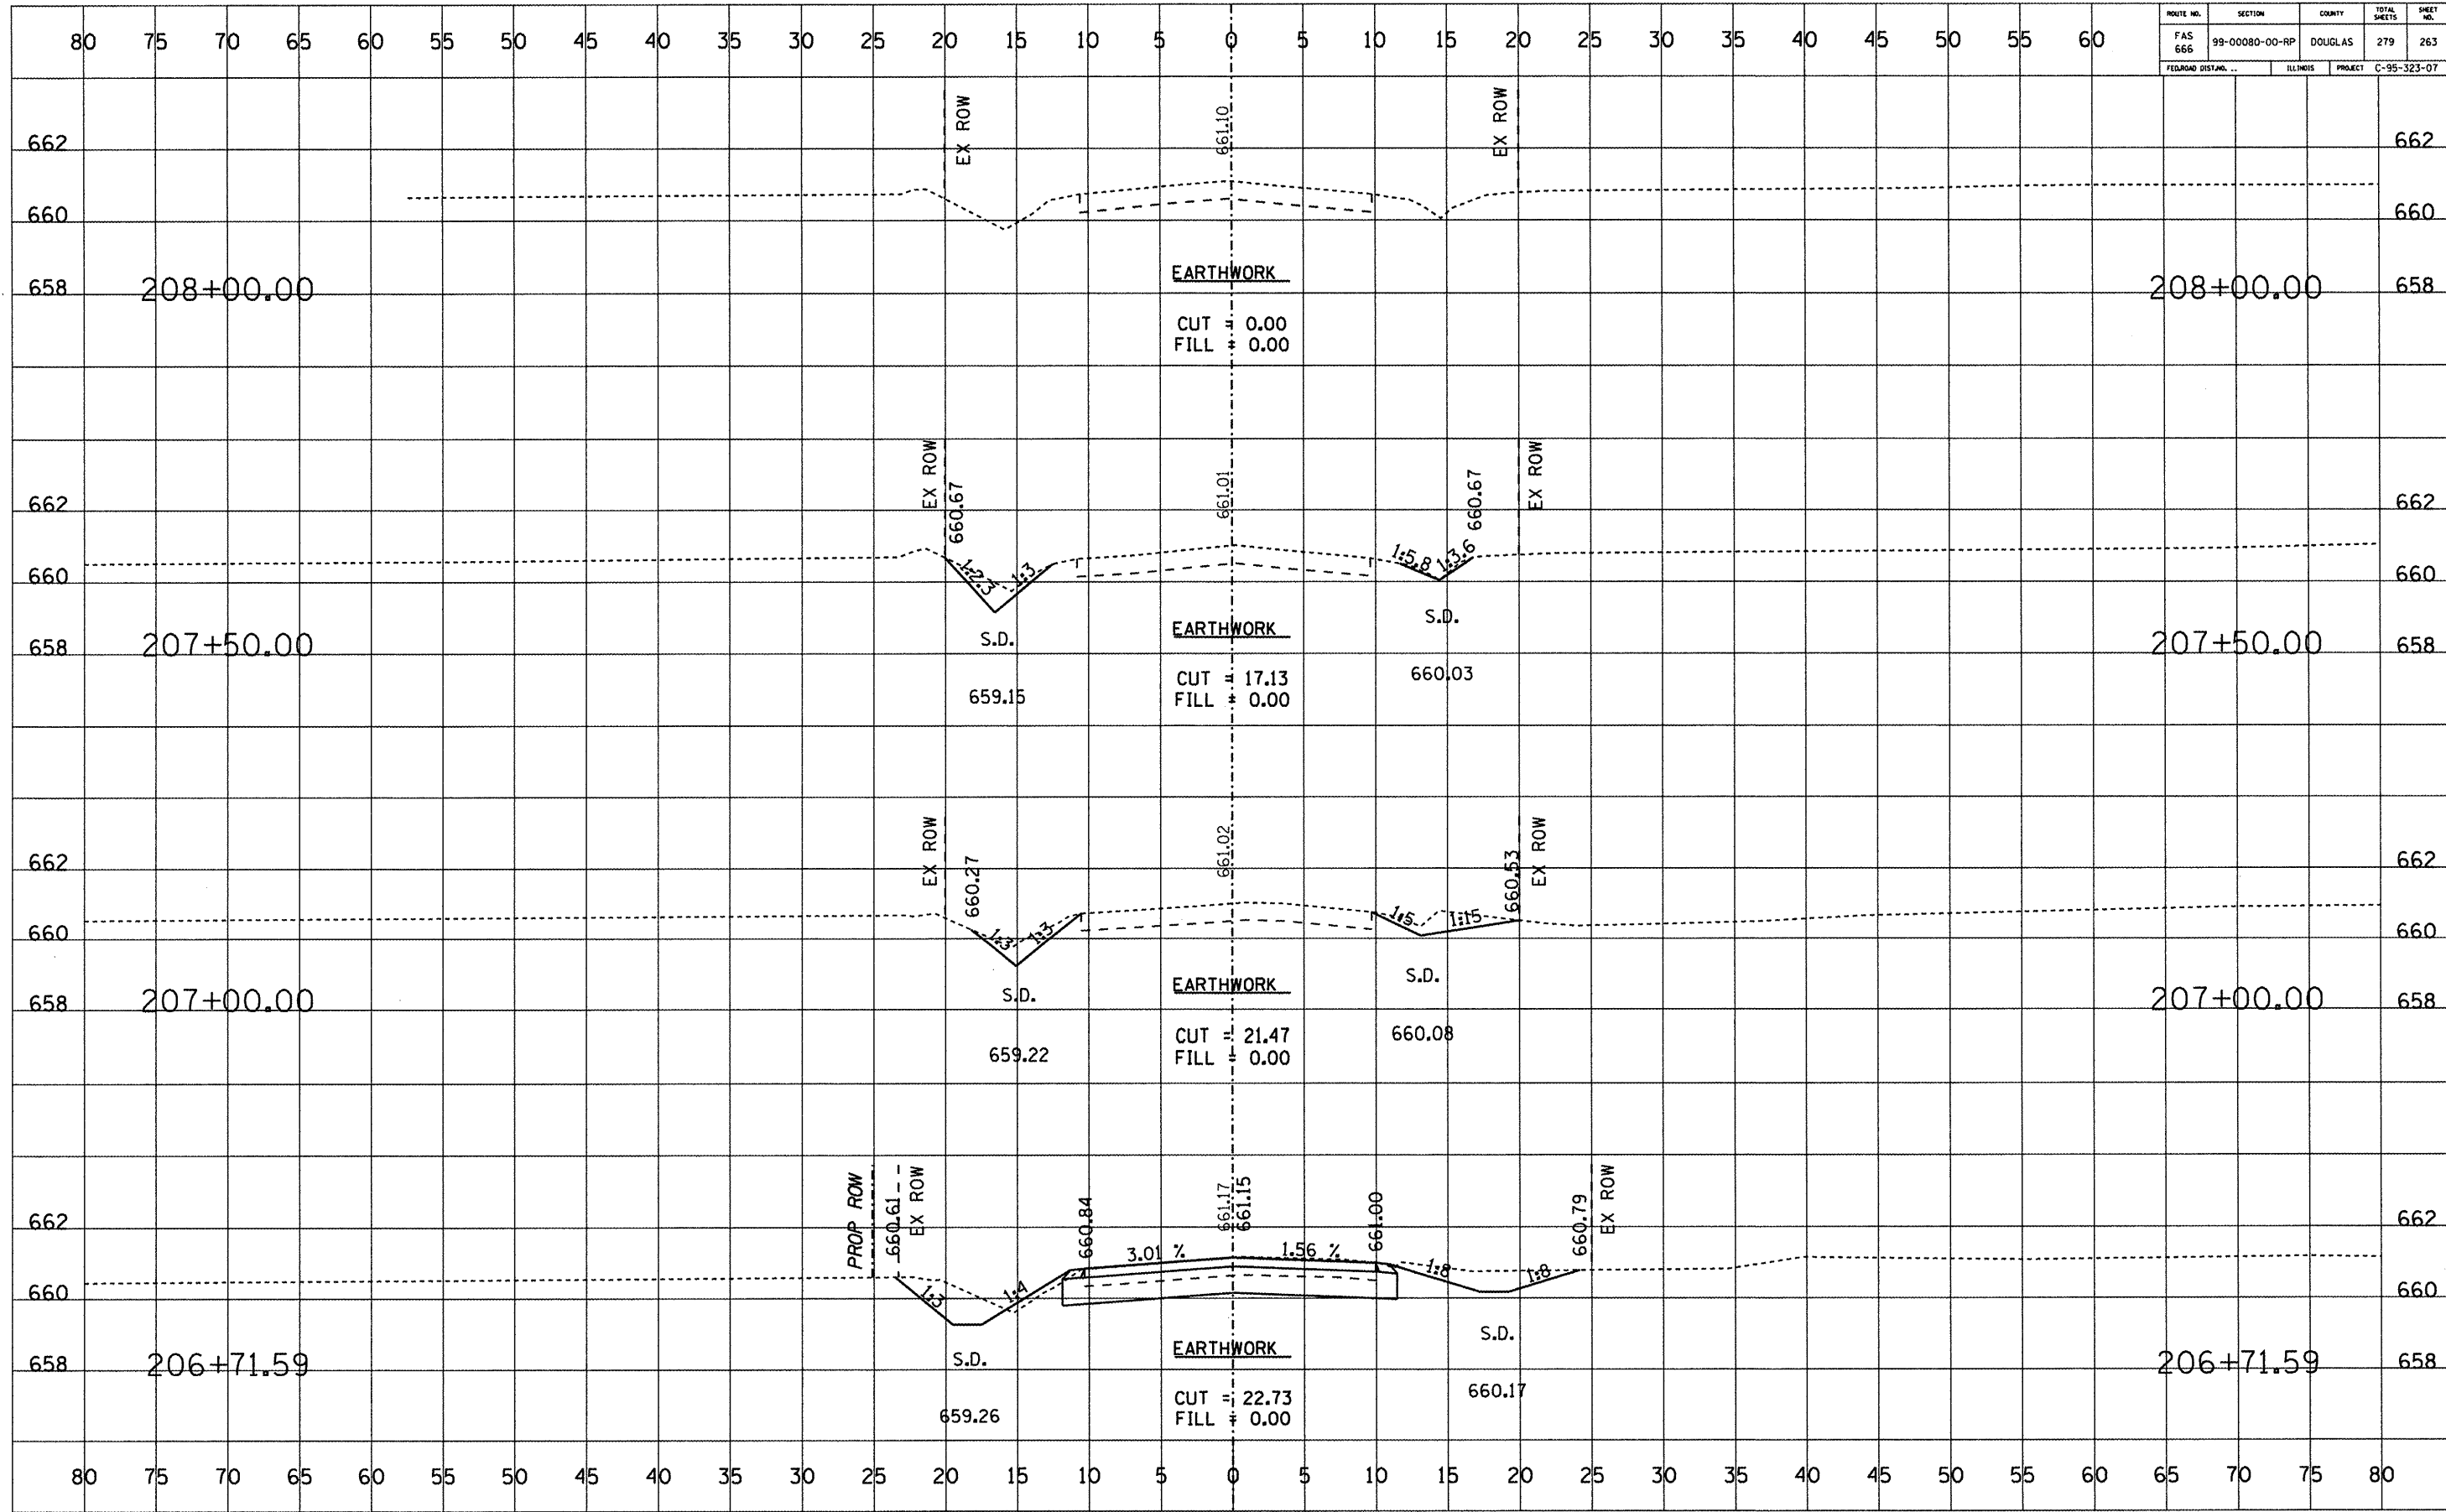 ROUTE NO. SECTION COUNTY TOTAL SHEETS SHEET NO.
FAS 666 99-00080-00-RP DOUGLAS 279 263
FED.ROAD DIST.NO. .. ILLINOIS PROJECT C-95-323-07
80 75 70 65 60 55 50 45 40 35 30 25 20 15 10 5 0 5 10 15 20 25 30 35 40 45 50 55 60
EX ROW 661.10 EX ROW
662 662
660 660
EARTHWORK
658 208+00.00 208+00.00 658
CUT = 0.00
FILL = 0.00
EX ROW 660.67 661.01 660.67 EX ROW
662 662
1:2.3 1:3 1:5.8 1:3.6
660 660
S.D. EARTHWORK S.D.
658 207+50.00 207+50.00 658
CUT = 17.13 660.03
659.15 FILL = 0.00
EX ROW 660.27 661.02 660.53 EX ROW
662 662
1:3 1:3 1:5 1:15
660 660
S.D. EARTHWORK S.D.
658 207+00.00 207+00.00 658
CUT = 21.47 660.08
659.22 FILL = 0.00
PROP ROW 660.61 EX ROW 660.84 661.17 661.15 661.00 660.79 EX ROW
662 662
3.01 % 1.56 %
1:3 1:4 1:8 1:8
660 660
S.D. EARTHWORK S.D.
658 206+71.59 206+71.59 658
CUT = 22.73 660.17
659.26 FILL = 0.00
80 75 70 65 60 55 50 45 40 35 30 25 20 15 10 5 0 5 10 15 20 25 30 35 40 45 50 55 60 65 70 75 80